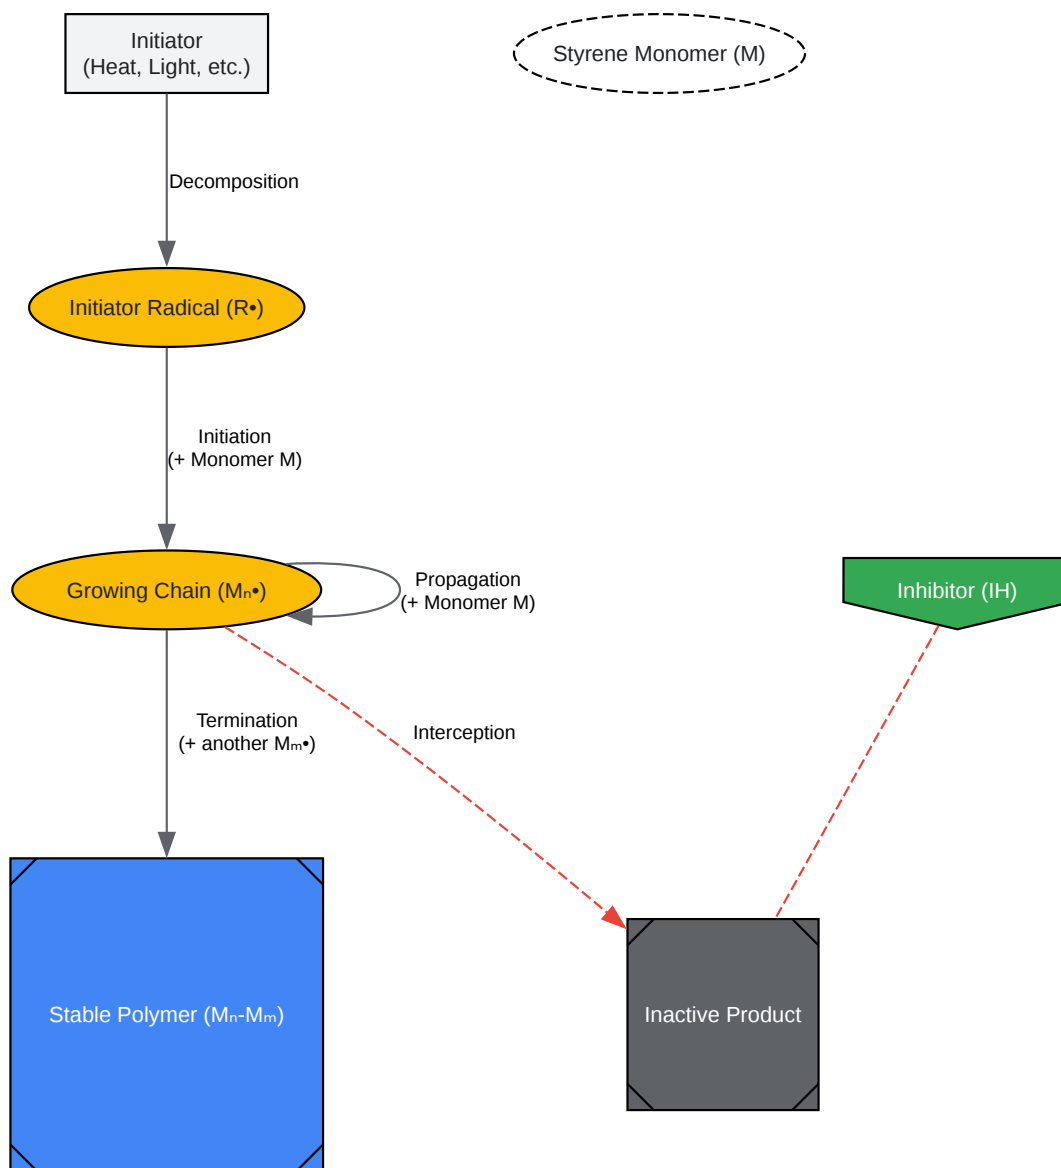 Initiator
(Heat, Light, etc.)
Styrene Monomer (M)
Decomposition
Initiator Radical (R•)
Initiation
(+ Monomer M)
Growing Chain (Mₙ•)
Propagation
(+ Monomer M)
Inhibitor (IH)
Termination
(+ another Mₘ•)
Interception
Stable Polymer (Mₙ-Mₘ)
Inactive Product